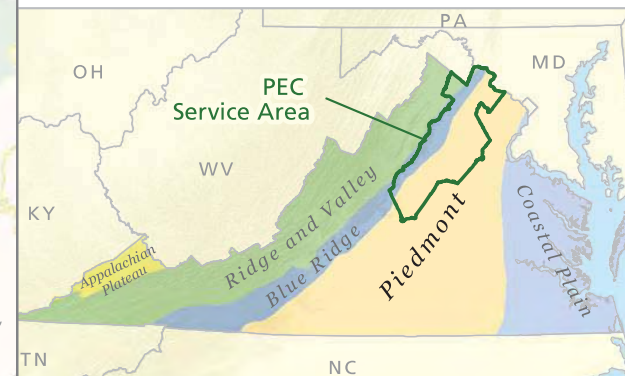 PA
OH
MD
PEC
Service Area
WV
KY
Ridge and Valley
Blue Ridge
Piedmont
Coastal Plain
Appalachian
Plateau
TN
NC